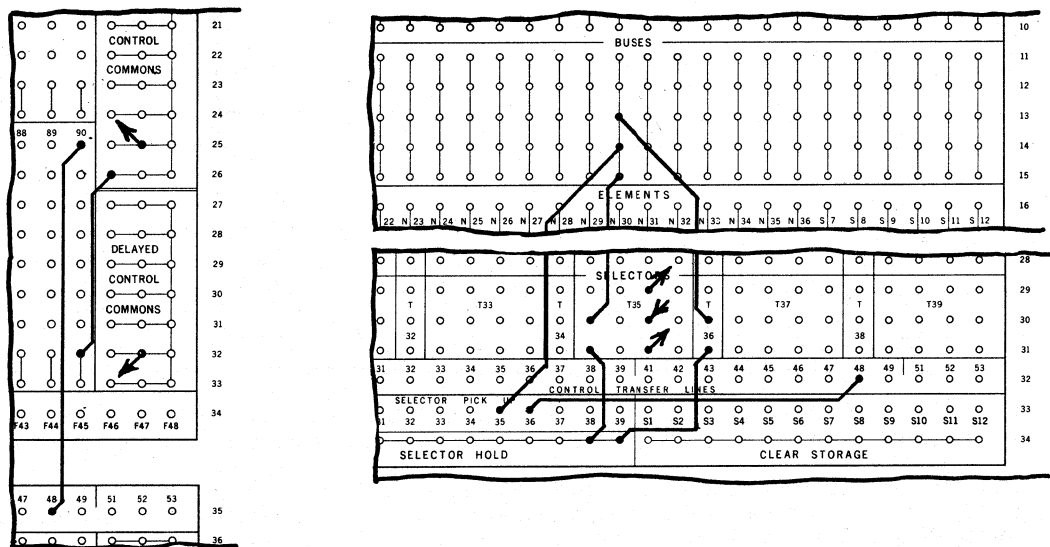 21
CONTROL
22
COMMONS
23
24
88 89 90
25
26
27
DELAYED
28
29
CONTROL
30
COMMONS
31
32
33
34
F43 F44 F45 F46 F47 F48
47 48 49 51 52 53
35
36
10
BUSES
11
12
13
14
15
ELEMENTS
16
22 N 23 N 24 N 25 N 26 N 27 N 28 N 29 N 30 N 31 N 32 N 33 N 34 N 35 N 36 S 7 S 8 S 9 S 10 S 11 S 12
28
SELECTORS
29
T T33 T T35 T T37 T T39
30
32 34 36 38
31
31 32 33 34 35 36 37 38 39 41 42 43 44 45 46 47 48 49 51 52 53
32
CONTROL TRANSFER LINES
SELECTOR PICK UP
33
31 32 33 34 35 36 37 38 39 S1 S2 S3 S4 S5 S6 S7 S8 S9 S10 S11 S12
34
SELECTOR HOLD CLEAR STORAGE